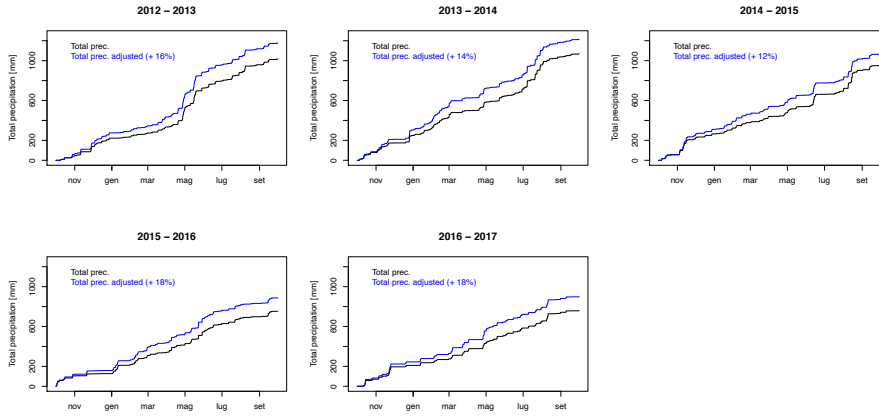 2012 – 2013
Total precipitation [mm]
0 200 600 1000
Total prec.
Total prec. adjusted (+ 16%)
nov gen mar mag lug set
2013 – 2014
Total precipitation [mm]
0 200 600 1000
Total prec.
Total prec. adjusted (+ 14%)
nov gen mar mag lug set
2014 – 2015
Total precipitation [mm]
0 200 600 1000
Total prec.
Total prec. adjusted (+ 12%)
nov gen mar mag lug set
2015 – 2016
Total precipitation [mm]
0 200 600 1000
Total prec.
Total prec. adjusted (+ 18%)
nov gen mar mag lug set
2016 – 2017
Total precipitation [mm]
0 200 600 1000
Total prec.
Total prec. adjusted (+ 18%)
nov gen mar mag lug set